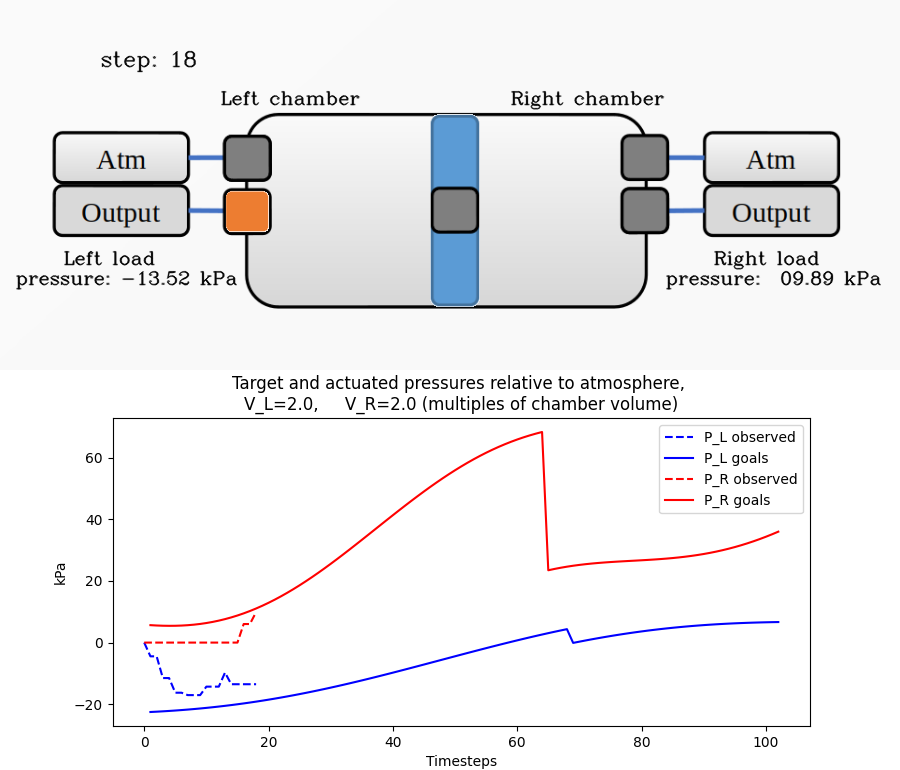 step: 18
Left chamber
Right chamber
Atm
Atm
Output
Output
Left load
pressure: −13.52 kPa
Right load
pressure:  09.89 kPa
Target and actuated pressures relative to atmosphere,
V_L=2.0,     V_R=2.0 (multiples of chamber volume)
P_L observed
P_L goals
P_R observed
P_R goals
60
40
20
0
−20
kPa
0 20 40 60 80 100
Timesteps